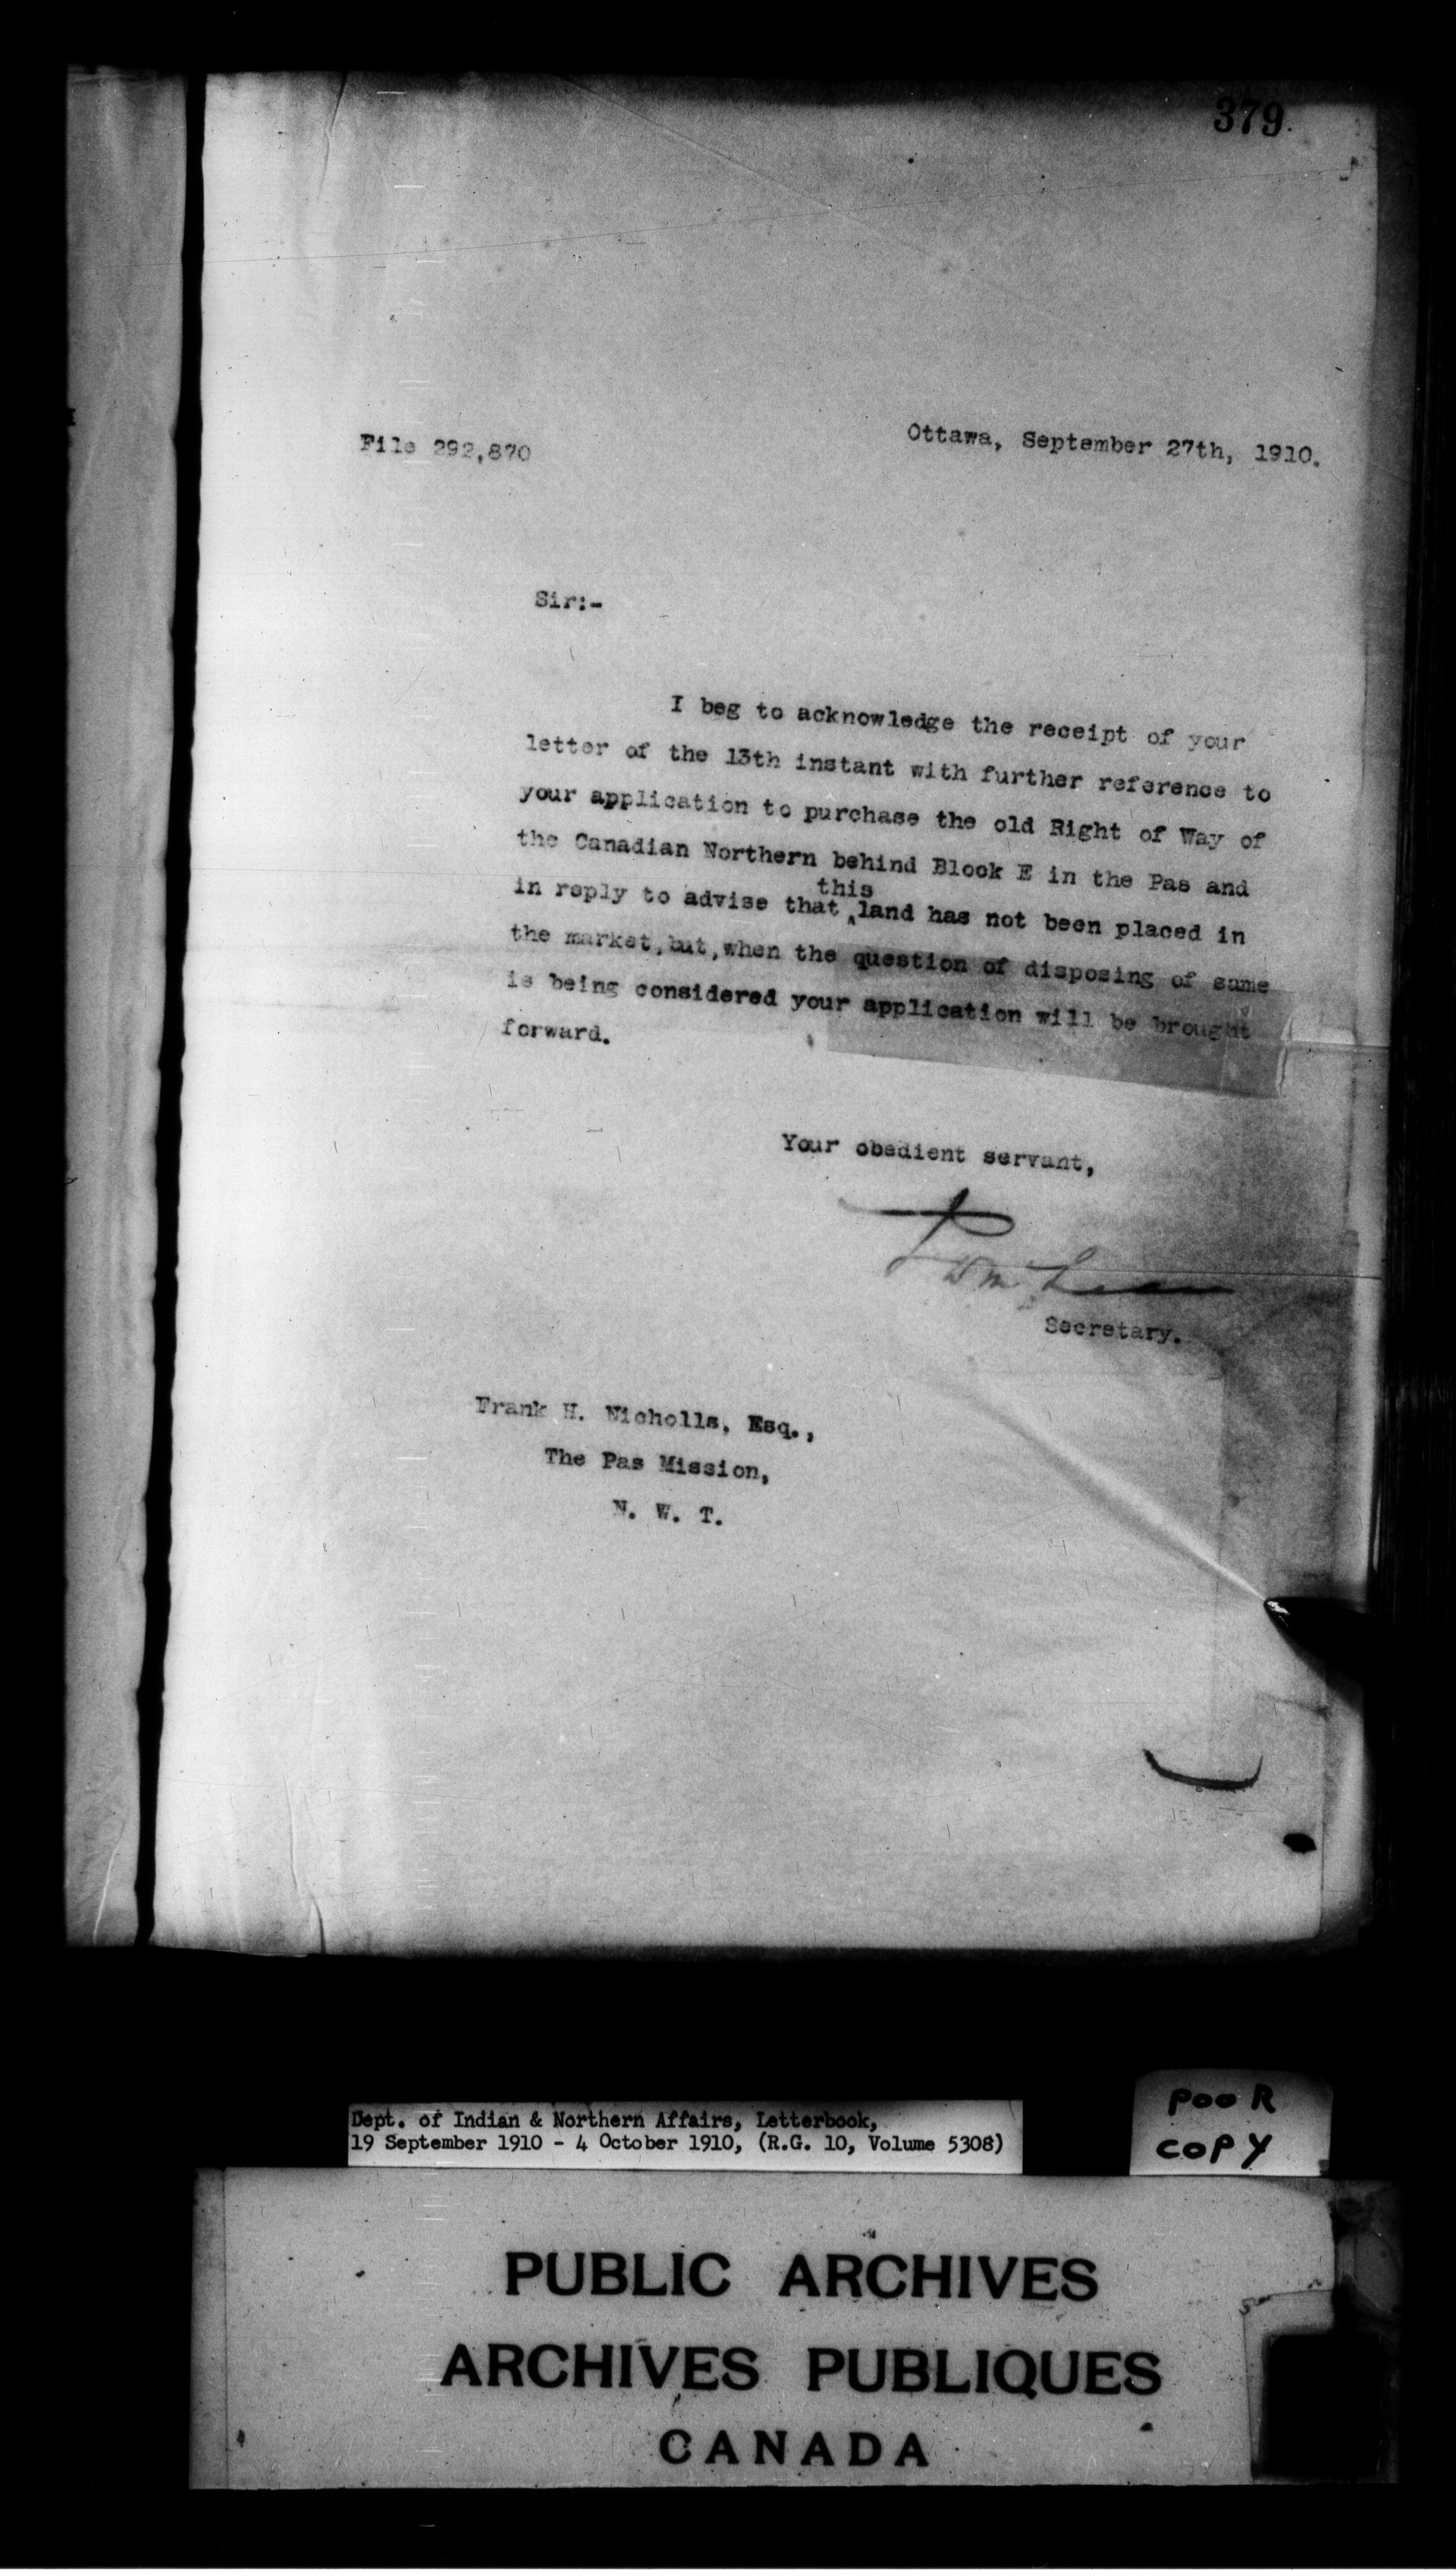 379.
File 292,870
Ottawa, September 27th, 1910.
Sir:-
I beg to acknowledge the receipt of your
letter of the 13th instant with further reference to
your application to purchase the old Right of Way of
the Canadian Northern behind Block E in the Pas and
in reply to advise that ^this land has not been placed in
the market, but, when the question of disposing of same
is being considered your application will be brought
forward.
Your obedient servant,
Secretary.
Frank H. Nicholls, Esq.,
The Pas Mission,
N. W. T.
Dept. of Indian & Northern Affairs, Letterbook,
19 September 1910 - 4 October 1910, (R.G. 10, Volume 5308)
POOR
COPY
PUBLIC ARCHIVES
ARCHIVES PUBLIQUES
CANADA